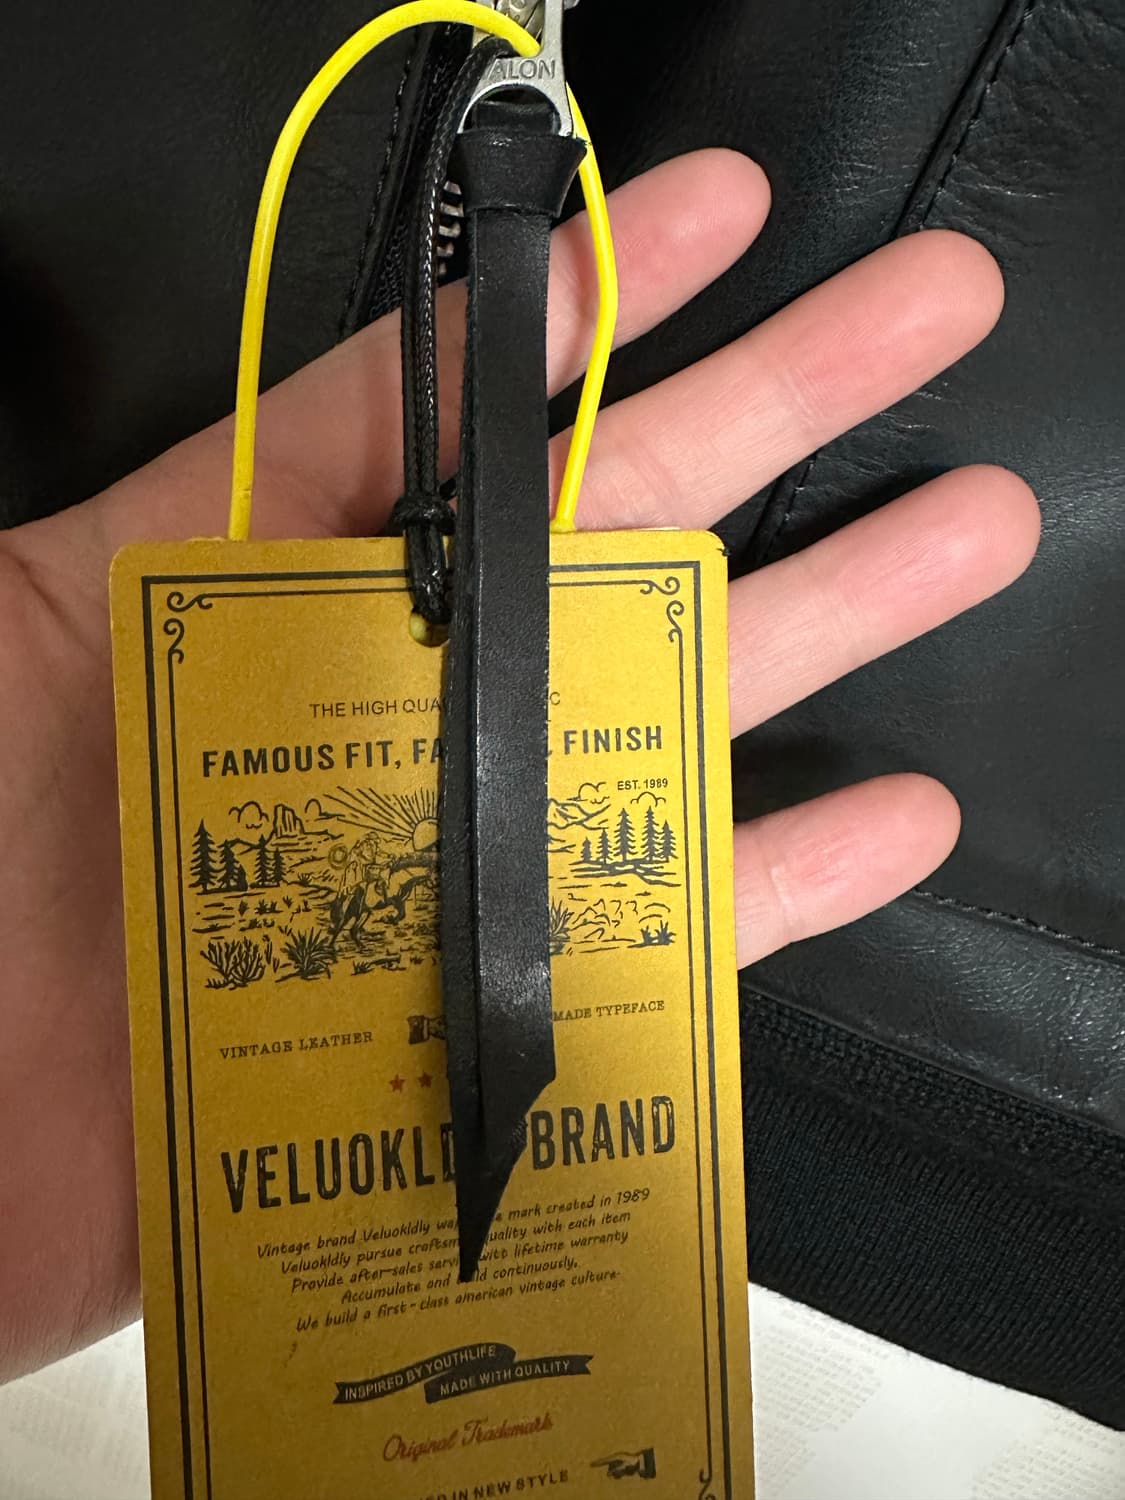 ALON
THE HIGH QUA C
FAMOUS FIT, FA FINISH
EST. 1989
VINTAGE LEATHER MADE TYPEFACE
VELUOKLD BRAND
Vintage brand Veluokldly wa e mark created in 1989
Veluokldly pursue craftsm uality with each item
Provide after-sales servi witt lifetime warranty
Accumulate and ld continuously.
We build a first-class american vintage culture.
INSPIRED BY YOUTHLIFE
MADE WITH QUALITY
Original Trademark
ED IN NEW STYLE